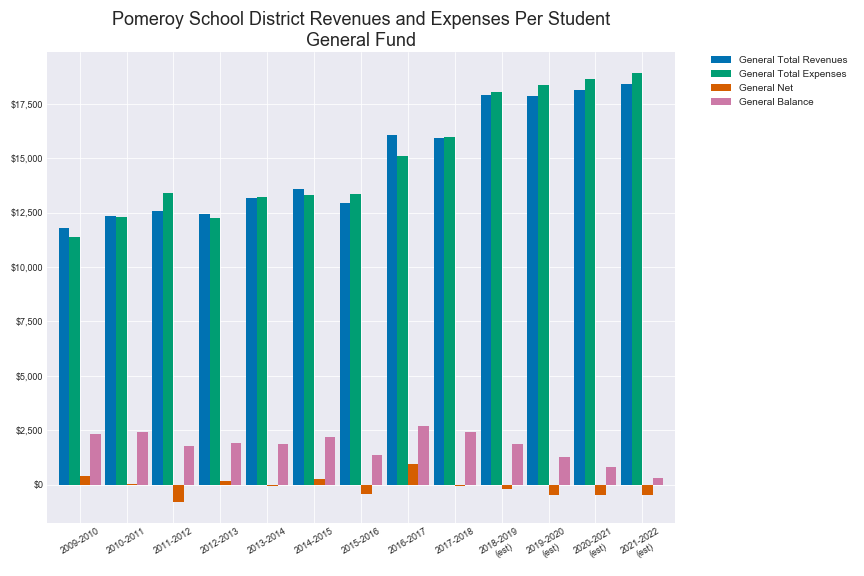 Pomeroy School District Revenues and Expenses Per Student
General Fund
General Total Revenues
General Total Expenses
General Net
General Balance
$17,500
$15,000
$12,500
$10,000
$7,500
$5,000
$2,500
$0
2009-2010
2010-2011
2011-2012
2012-2013
2013-2014
2014-2015
2015-2016
2016-2017
2017-2018
2018-2019
(est)
2019-2020
(est)
2020-2021
(est)
2021-2022
(est)